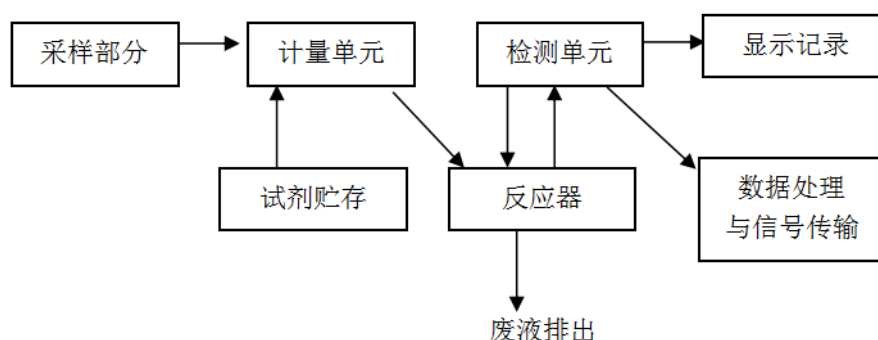 采样部分
计量单元
检测单元
显示记录
试剂贮存
反应器
数据处理
与信号传输
废液排出